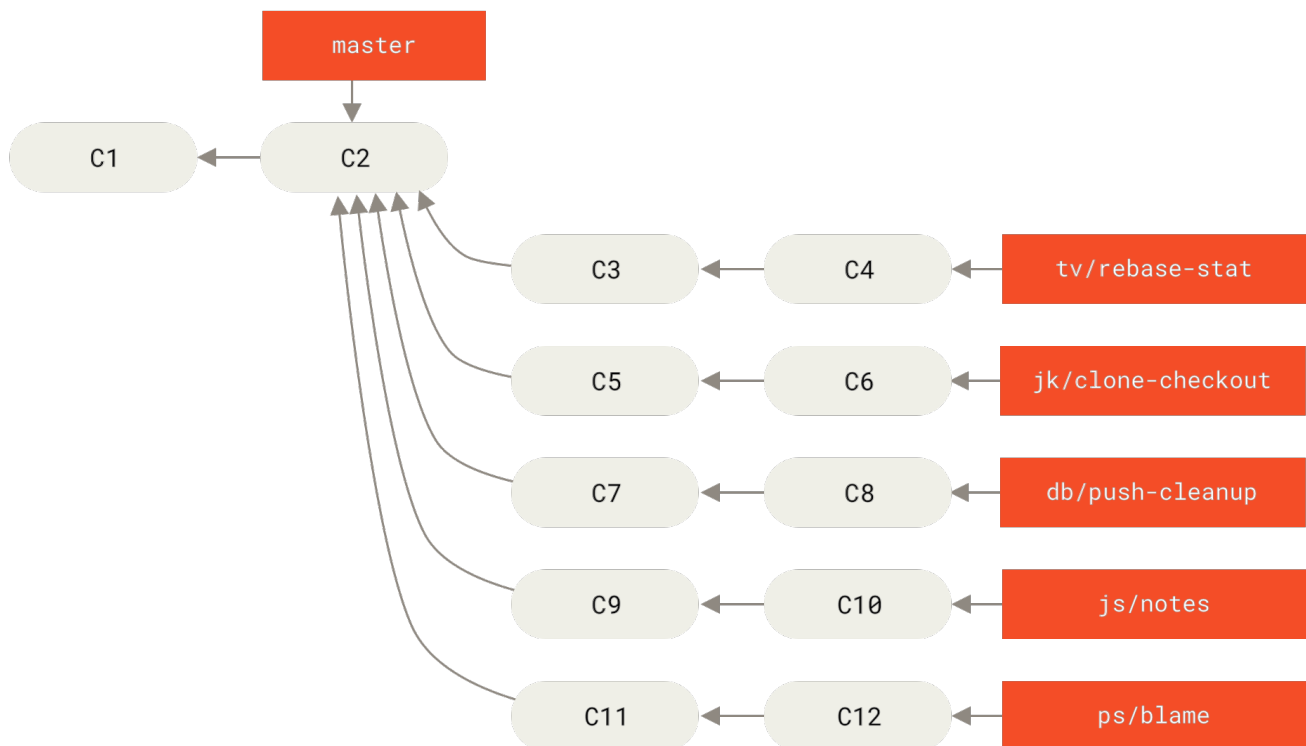 master
C1
C2
C3
C4
tv/rebase-stat
C5
C6
jk/clone-checkout
C7
C8
db/push-cleanup
C9
C10
js/notes
C11
C12
ps/blame